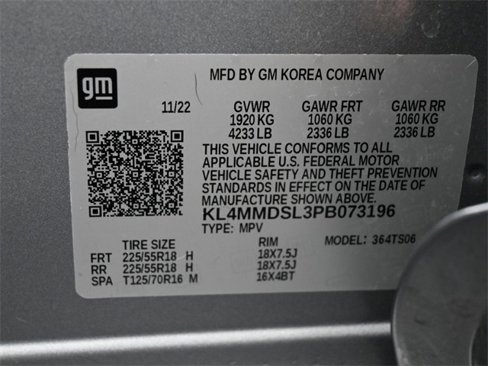 gm
MFD BY GM KOREA COMPANY
11/22 GVWR GAWR FRT GAWR RR
1920 KG 1060 KG 1060 KG
4233 LB 2336 LB 2336 LB
THIS VEHICLE CONFORMS TO ALL
APPLICABLE U.S. FEDERAL MOTOR
VEHICLE SAFETY AND THEFT PREVENTION
STANDARDS IN EFFECT ON THE DATE OF
MANUFACTURE SHOWN ABOVE.
KL4MMDSL3PB073196
TYPE: MPV
TIRE SIZE RIM MODEL: 364TS06
FRT 225/55R18 H 18X7.5J
RR 225/55R18 H 18X7.5J
SPA T125/70R16 M 16X4BT